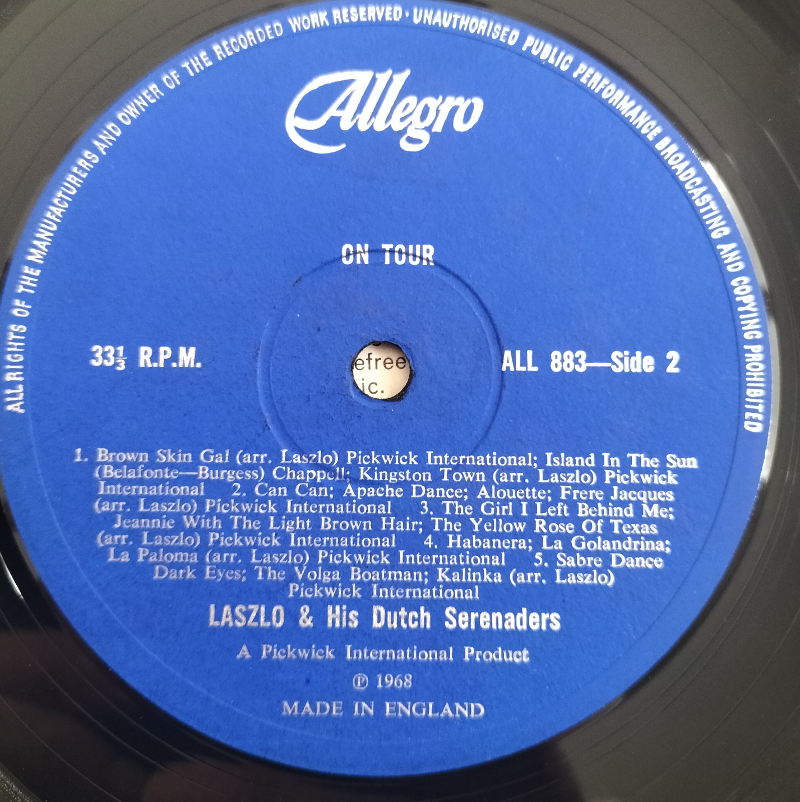 ALL RIGHTS OF THE MANUFACTURERS AND OWNER OF THE RECORDED WORK RESERVED · UNAUTHORISED PUBLIC PERFORMANCE BROADCASTING AND COPYING PROHIBITED
Allegro
ON TOUR
33⅓ R.P.M.
ALL 883—Side 2
efree
ic.
1. Brown Skin Gal (arr. Laszlo) Pickwick International; Island In The Sun
(Belafonte—Burgess) Chappell; Kingston Town (arr. Laszlo) Pickwick
International 2. Can Can; Apache Dance; Alouette; Frere Jacques
(arr. Laszlo) Pickwick International 3. The Girl I Left Behind Me;
Jeannie With The Light Brown Hair; The Yellow Rose Of Texas
(arr. Laszlo) Pickwick International 4. Habanera; La Golandrina;
La Paloma (arr. Laszlo) Pickwick International 5. Sabre Dance
Dark Eyes; The Volga Boatman; Kalinka (arr. Laszlo)
Pickwick International
LASZLO & His Dutch Serenaders
A Pickwick International Product
℗ 1968
MADE IN ENGLAND